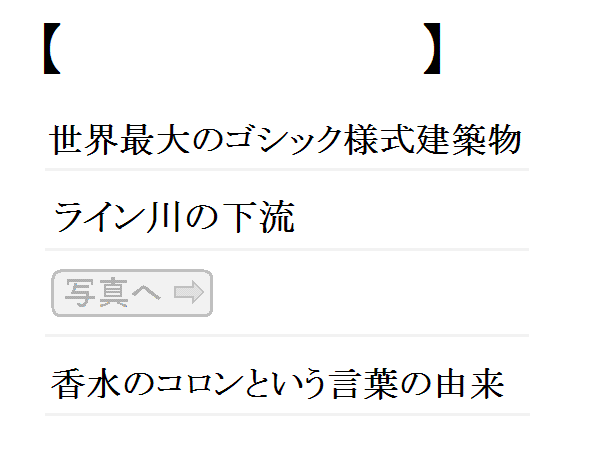 【 】
世界最大のゴシック様式建築物
ライン川の下流
写真へ ⇨
香水のコロンという言葉の由来